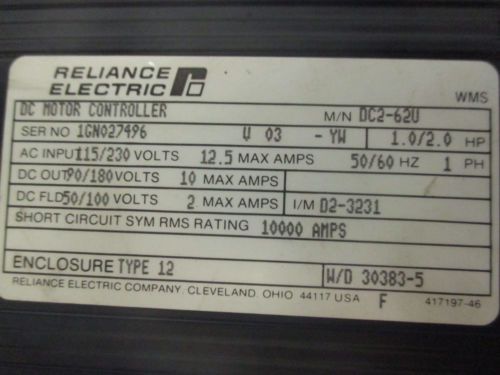 RELIANCE
ELECTRIC
WMS
DC MOTOR CONTROLLER M/N DC2-62U
SER NO 1GN027496 V 03 -YW 1.0/2.0 HP
AC INPUT 115/230 VOLTS 12.5 MAX AMPS 50/60 HZ 1 PH
DC OUT 90/180 VOLTS 10 MAX AMPS
DC FLD 50/100 VOLTS 2 MAX AMPS I/M D2-3231
SHORT CIRCUIT SYM RMS RATING 10000 AMPS
ENCLOSURE TYPE 12 W/D 30383-5
RELIANCE ELECTRIC COMPANY, CLEVELAND, OHIO 44117 USA F 417197-46